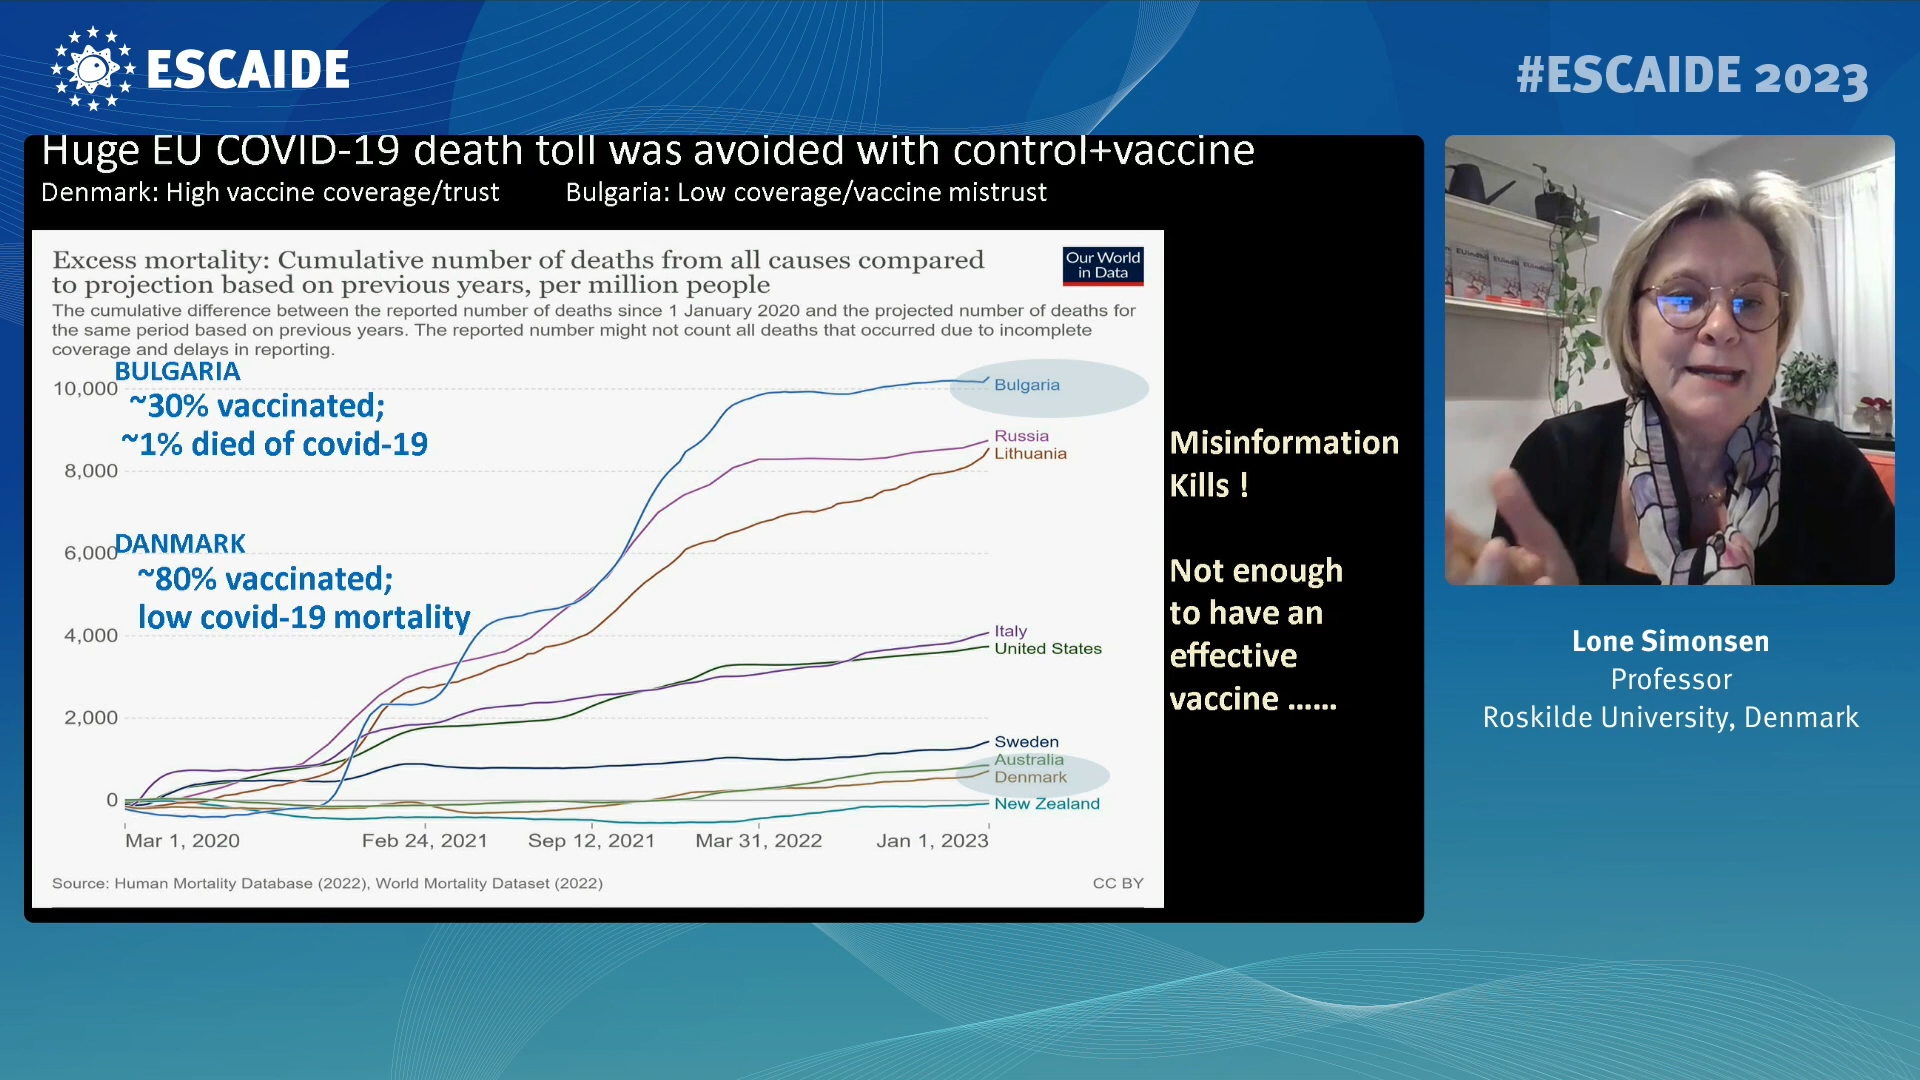 ESCAIDE
#ESCAIDE 2023
Huge EU COVID-19 death toll was avoided with control+vaccine
Denmark: High vaccine coverage/trust Bulgaria: Low coverage/vaccine mistrust
Excess mortality: Cumulative number of deaths from all causes compared
to projection based on previous years, per million people
Our World
in Data
The cumulative difference between the reported number of deaths since 1 January 2020 and the projected number of deaths for
the same period based on previous years. The reported number might not count all deaths that occurred due to incomplete
coverage and delays in reporting.
BULGARIA
~30% vaccinated;
~1% died of covid-19
DANMARK
~80% vaccinated;
low covid-19 mortality
10,000
8,000
6,000
4,000
2,000
0
Bulgaria
Russia
Lithuania
Italy
United States
Sweden
Australia
Denmark
New Zealand
Mar 1, 2020
Feb 24, 2021
Sep 12, 2021
Mar 31, 2022
Jan 1, 2023
Source: Human Mortality Database (2022), World Mortality Dataset (2022)
CC BY
Misinformation
Kills !
Not enough
to have an
effective
vaccine ......
Lone Simonsen
Professor
Roskilde University, Denmark